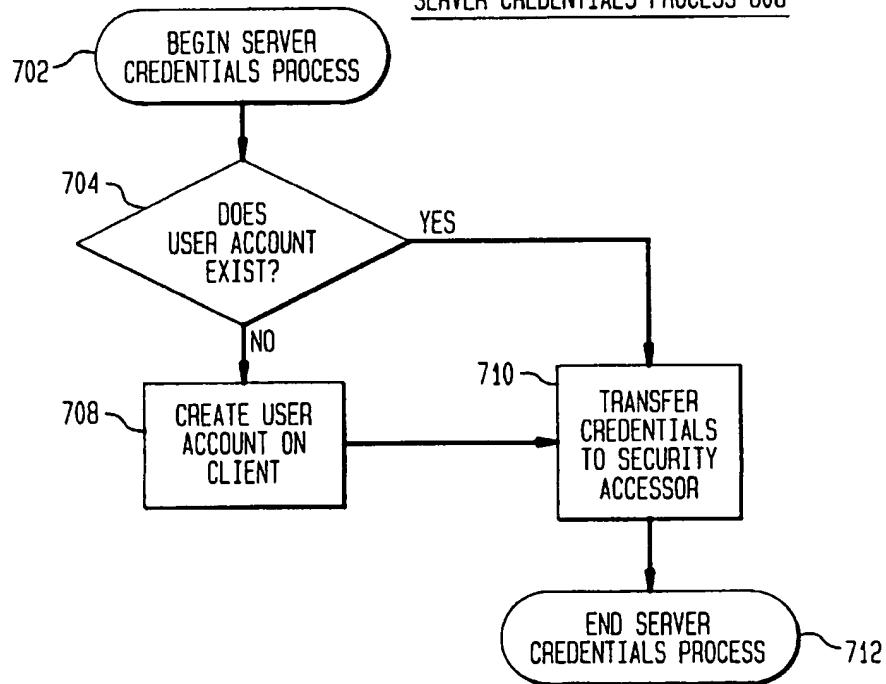 SERVER CREDENTIALS PROCESS 608
702
BEGIN SERVER
CREDENTIALS PROCESS
704
DOES
USER ACCOUNT
EXIST?
YES
NO
708
CREATE USER
ACCOUNT ON
CLIENT
710
TRANSFER
CREDENTIALS
TO SECURITY
ACCESSOR
END SERVER
CREDENTIALS PROCESS
712